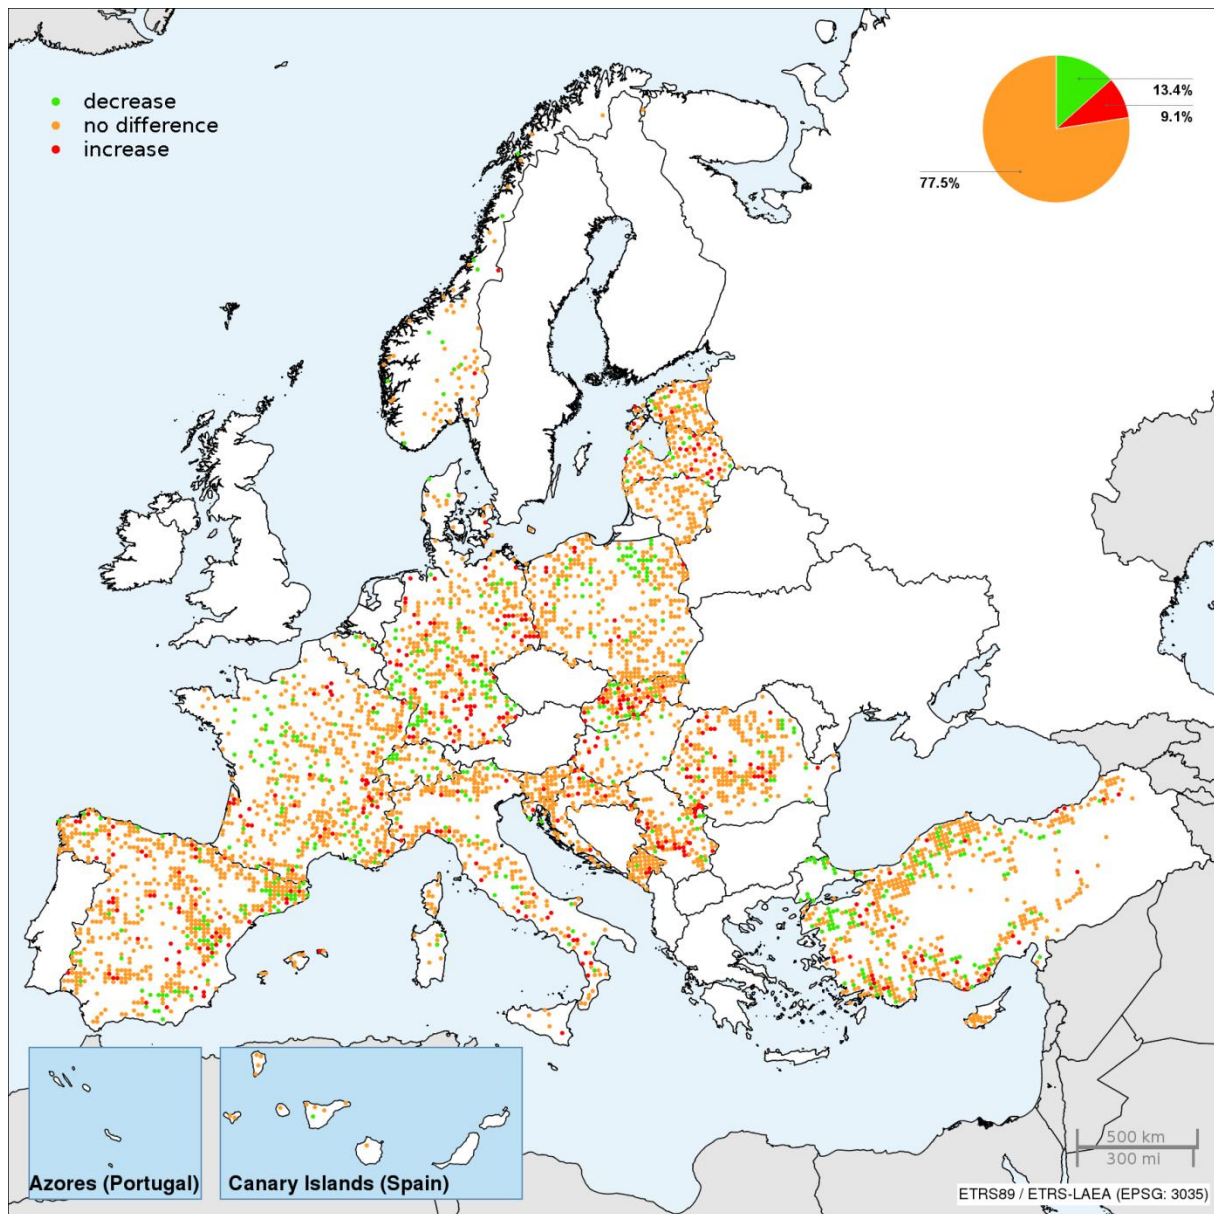 decrease
no difference
increase
13.4%
9.1%
77.5%
Azores (Portugal)
Canary Islands (Spain)
500 km
300 mi
ETRS89 / ETRS-LAEA (EPSG: 3035)